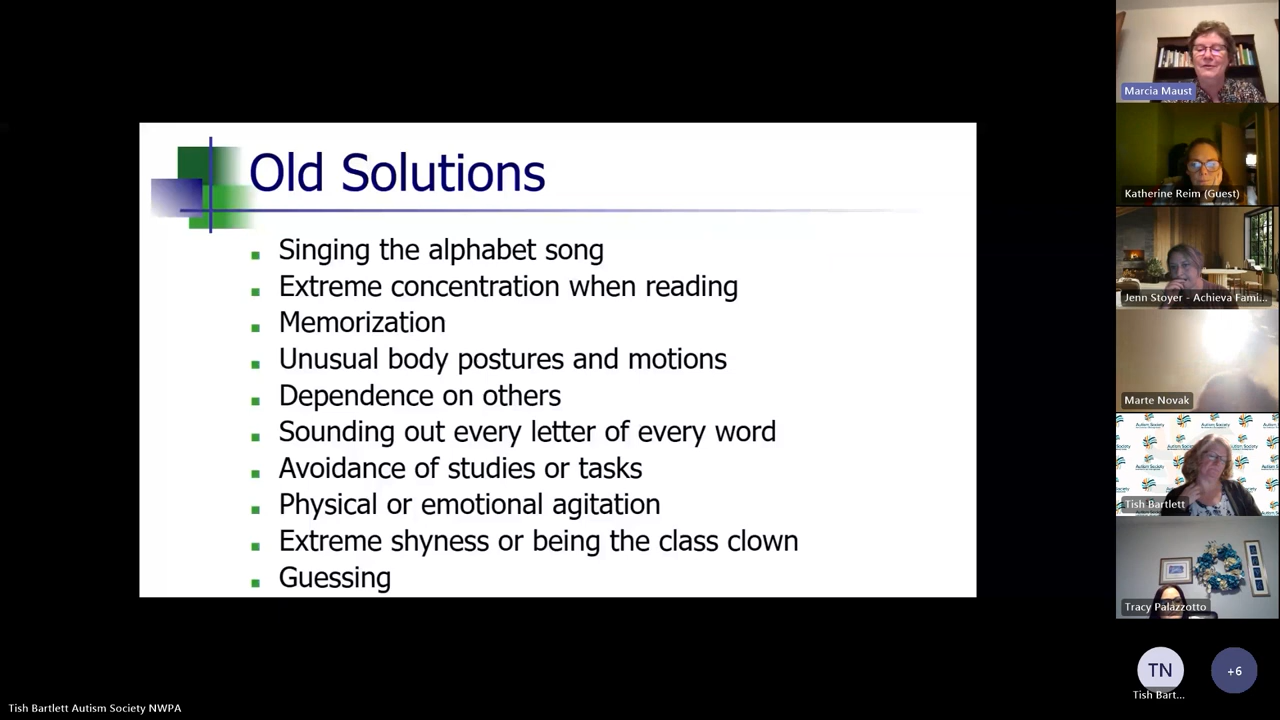 Old Solutions
Singing the alphabet song
Extreme concentration when reading
Memorization
Unusual body postures and motions
Dependence on others
Sounding out every letter of every word
Avoidance of studies or tasks
Physical or emotional agitation
Extreme shyness or being the class clown
Guessing
Marcia Maust
Katherine Reim (Guest)
Jenn Stoyer - Achieva Fami...
Marte Novak
Autism Society
Tish Bartlett
Tracy Palazzotto
TN
+6
Tish Bart...
Tish Bartlett Autism Society NWPA